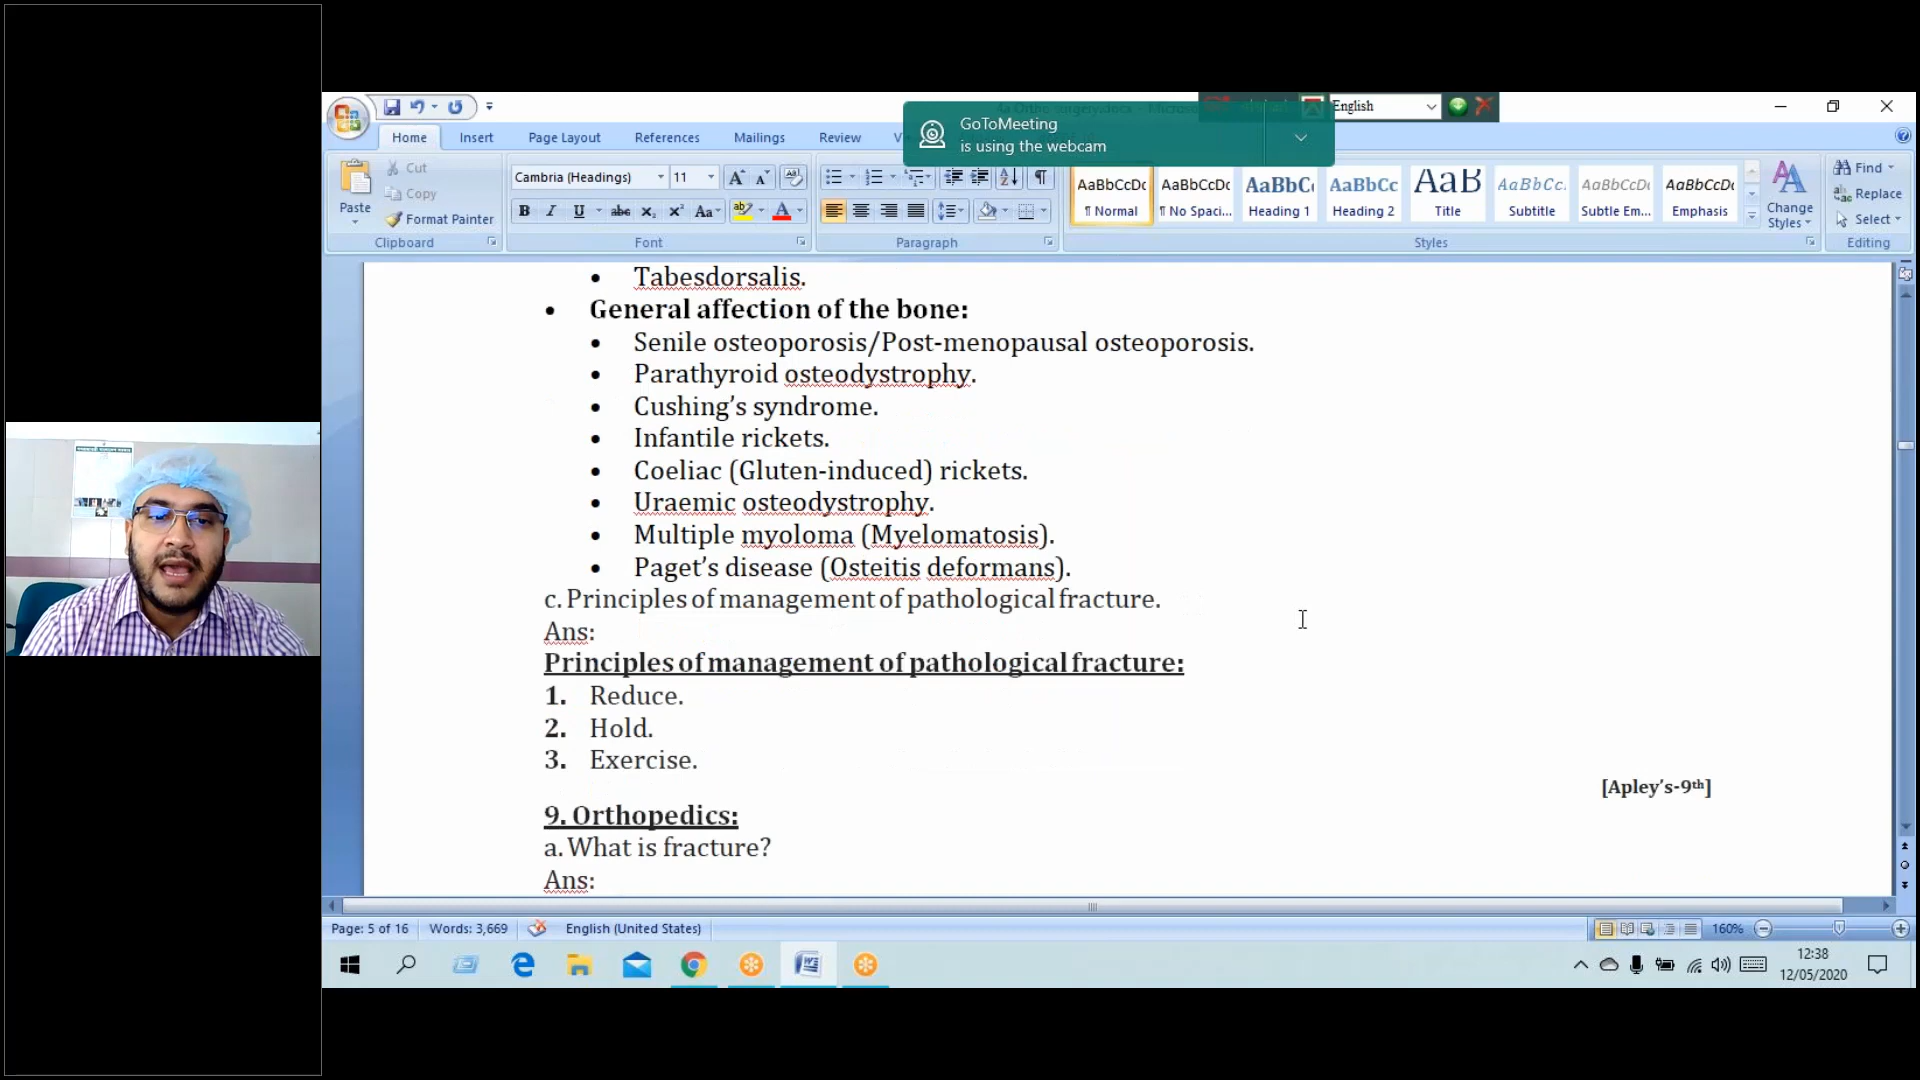 GoToMeeting
is using the webcam
English
Home Insert Page Layout References Mailings Review
Paste
Cut
Copy
Format Painter
Clipboard
Cambria (Headings) 11
Font
Paragraph
AaBbCcDc AaBbCcDc AaBbC AaBbCc AaB AaBbCc. AaBbCcDc AaBbCcDc
¶ Normal ¶ No Spaci... Heading 1 Heading 2 Title Subtitle Subtle Em... Emphasis
Change
Styles
Styles
Find
Replace
Select
Editing
• Tabesdorsalis.
• General affection of the bone:
• Senile osteoporosis/Post-menopausal osteoporosis.
• Parathyroid osteodystrophy.
• Cushing’s syndrome.
• Infantile rickets.
• Coeliac (Gluten-induced) rickets.
• Uraemic osteodystrophy.
• Multiple myoloma (Myelomatosis).
• Paget’s disease (Osteitis deformans).
c. Principles of management of pathological fracture.
Ans:
Principles of management of pathological fracture:
1. Reduce.
2. Hold.
3. Exercise.
[Apley’s-9th]
9. Orthopedics:
a. What is fracture?
Ans:
Page: 5 of 16 Words: 3,669 English (United States) 160%
12:38
12/05/2020